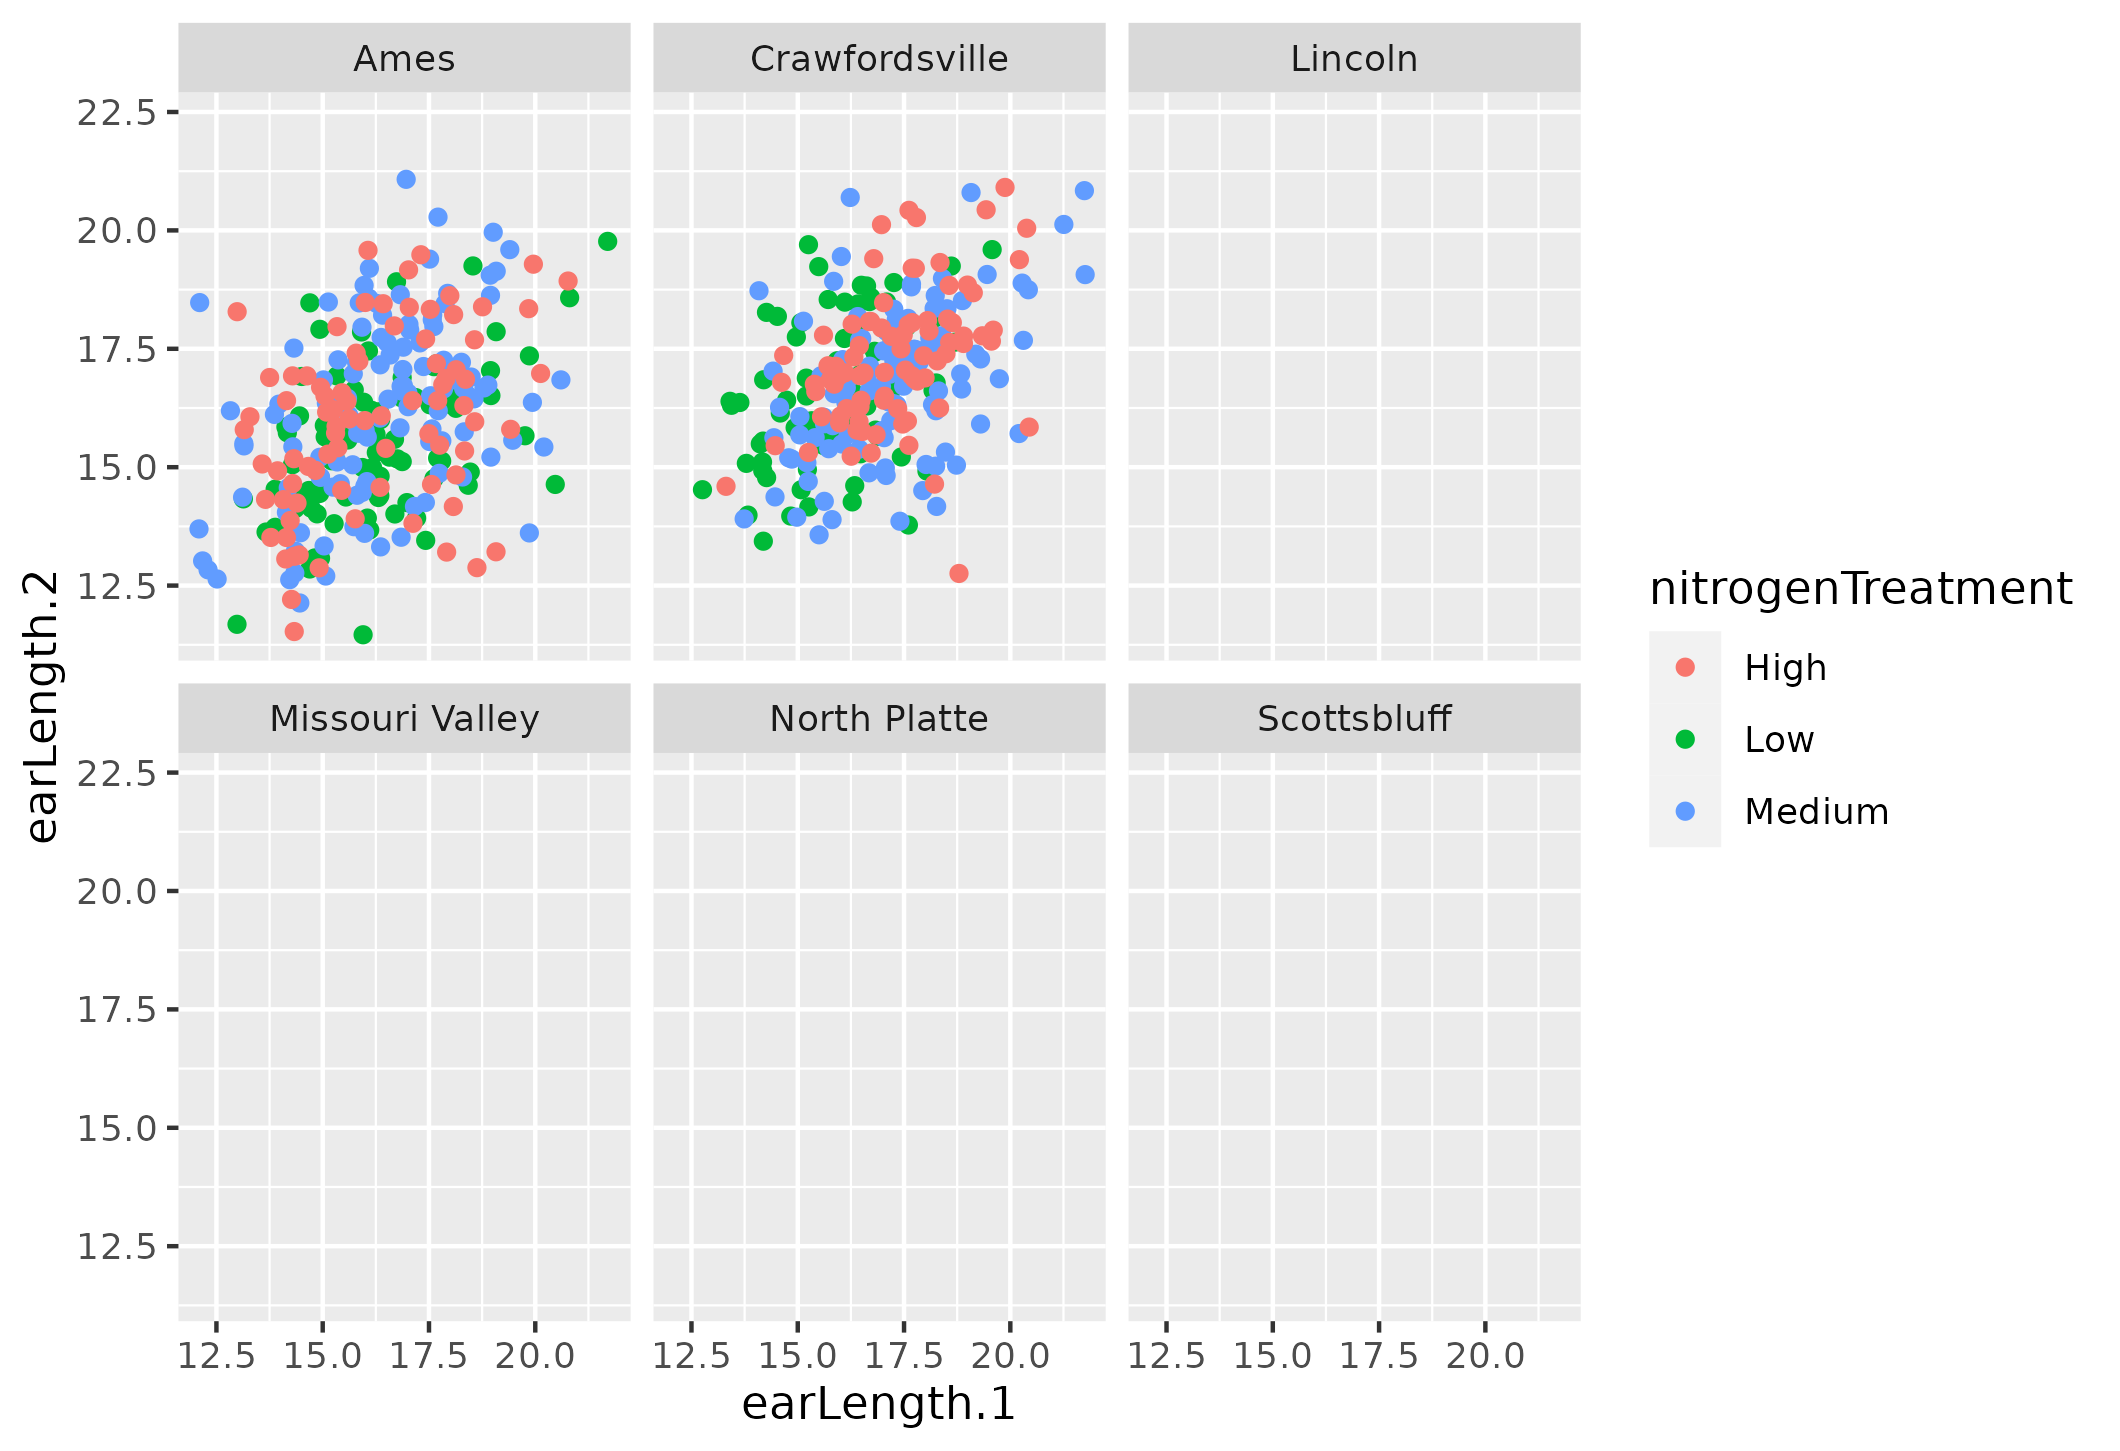 Ames Crawfordsville Lincoln
22.5
20.0
17.5
15.0
12.5
earLength.2
nitrogenTreatment
High
Low
Medium
Missouri Valley North Platte Scottsbluff
22.5
20.0
17.5
15.0
12.5
12.5 15.0 17.5 20.0 12.5 15.0 17.5 20.0 12.5 15.0 17.5 20.0
earLength.1